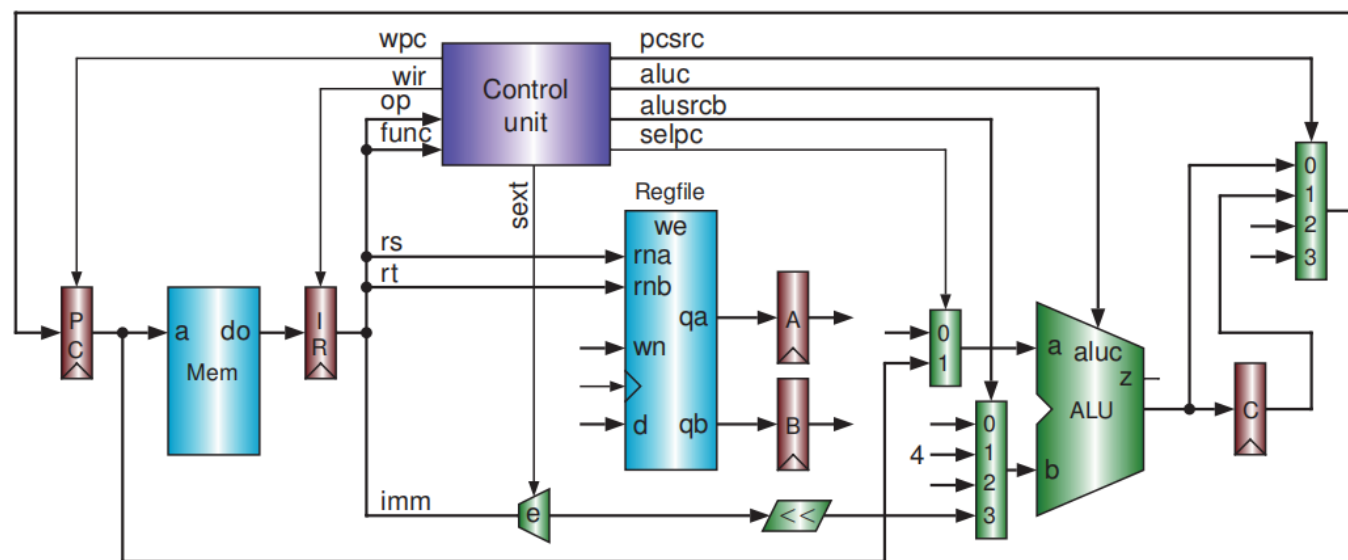 wpc
pcsrc
wir
aluc
op
Control
unit
alusrcb
func
selpc
sext
Regfile
0
1
2
3
we
rs
rna
rt
rnb
P
C
a do
Mem
I
R
qa
A
wn
0
1
a aluc
z
ALU
C
d qb
B
0
4 1
2
3
b
imm
e
<<